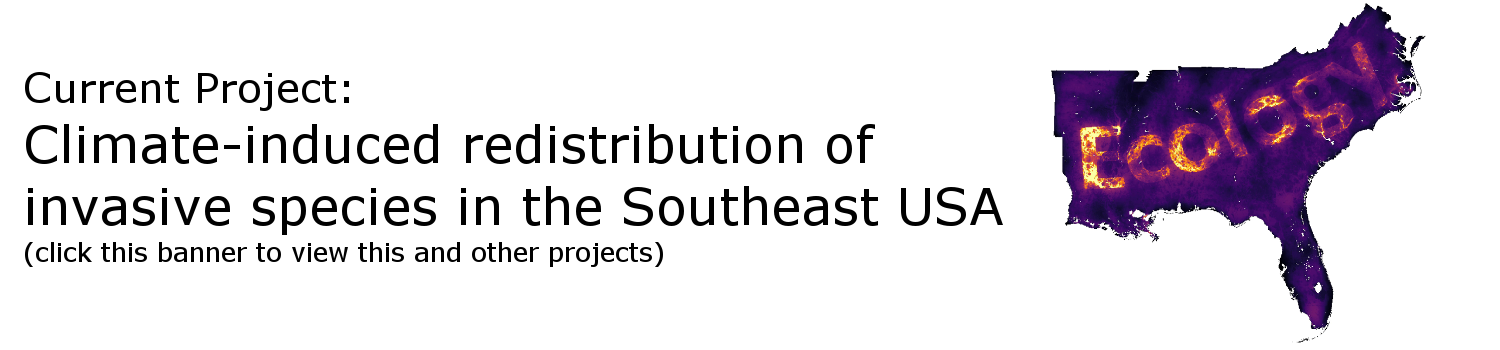 Current Project:
Climate-induced redistribution of
invasive species in the Southeast USA
(click this banner to view this and other projects)
Ecology